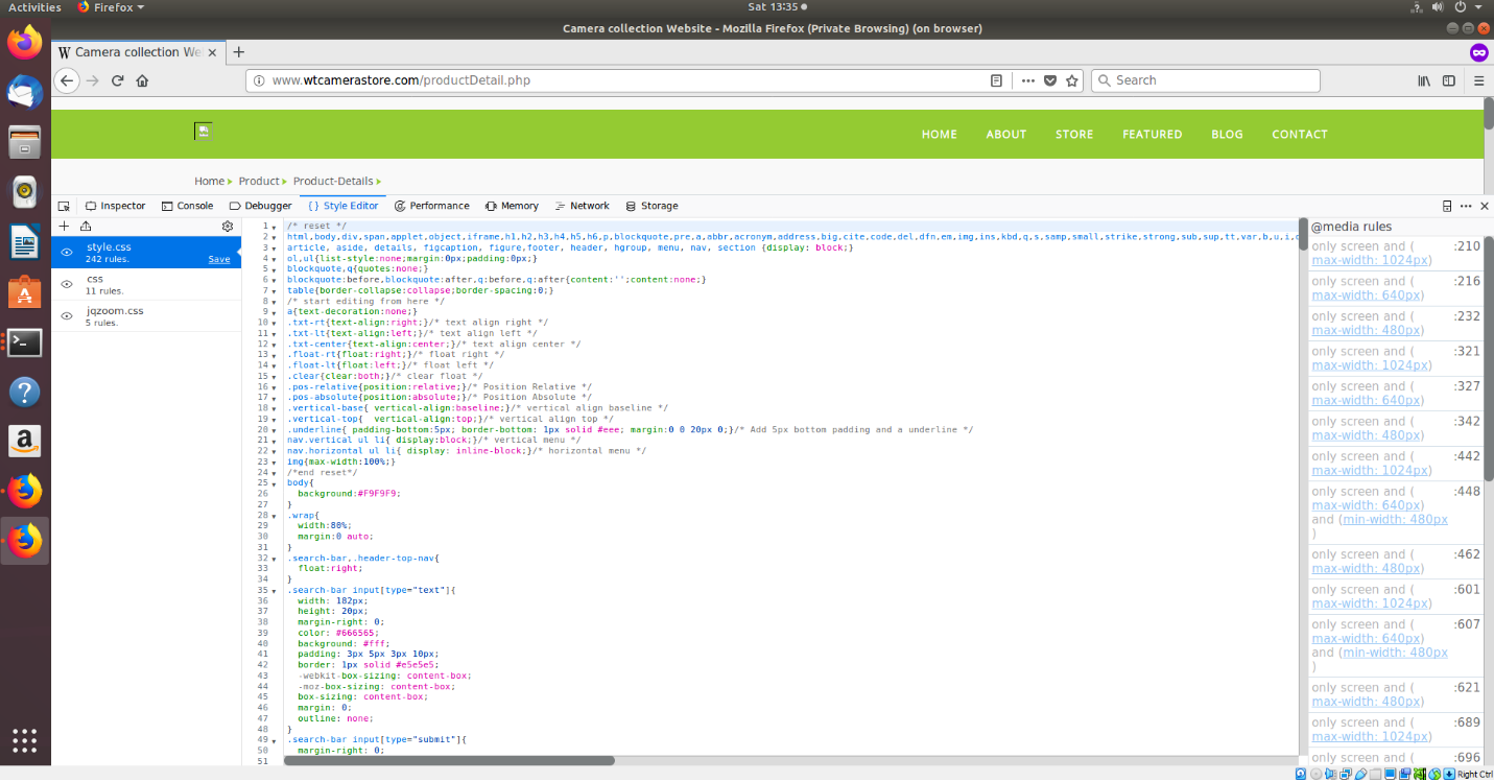 Activities Firefox Sat 13:35
Camera collection Website - Mozilla Firefox (Private Browsing) (on browser)
W Camera collection We
www.wtcamerastore.com/productDetail.php Search
HOME ABOUT STORE FEATURED BLOG CONTACT
Home Product Product-Details
Inspector Console Debugger { } Style Editor Performance Memory Network Storage
style.css
242 rules. Save
css
11 rules.
jqzoom.css
5 rules.
1 /* reset */
2 html,body,div,span,applet,object,iframe,h1,h2,h3,h4,h5,h6,p,blockquote,pre,a,abbr,acronym,address,big,cite,code,del,dfn,em,img,ins,kbd,q,s,samp,small,strike,strong,sub,sup,tt,var,b,u,i,
3 article, aside, details, figcaption, figure,footer, header, hgroup, menu, nav, section {display: block;}
4 ol,ul{list-style:none;margin:0px;padding:0px;}
5 blockquote,q{quotes:none;}
6 blockquote:before,blockquote:after,q:before,q:after{content:'';content:none;}
7 table{border-collapse:collapse;border-spacing:0;}
8 /* start editing from here */
9 a{text-decoration:none;}
10 .txt-rt{text-align:right;}/* text align right */
11 .txt-lt{text-align:left;}/* text align left */
12 .txt-center{text-align:center;}/* text align center */
13 .float-rt{float:right;}/* float right */
14 .float-lt{float:left;}/* float left */
15 .clear{clear:both;}/* clear float */
16 .pos-relative{position:relative;}/* Position Relative */
17 .pos-absolute{position:absolute;}/* Position Absolute */
18 .vertical-base{ vertical-align:baseline;}/* vertical align baseline */
19 .vertical-top{ vertical-align:top;}/* vertical align top */
20 .underline{ padding-bottom:5px; border-bottom: 1px solid #eee; margin:0 0 20px 0;}/* Add 5px bottom padding and a underline */
21 nav.vertical ul li{ display:block;}/* vertical menu */
22 nav.horizontal ul li{ display: inline-block;}/* horizontal menu */
23 img{max-width:100%;}
24 /*end reset*/
25 body{
26 background:#F9F9F9;
27 }
28 .wrap{
29 width:80%;
30 margin:0 auto;
31 }
32 .search-bar,.header-top-nav{
33 float:right;
34 }
35 .search-bar input[type="text"]{
36 width: 182px;
37 height: 20px;
38 margin-right: 0;
39 color: #666565;
40 background: #fff;
41 padding: 3px 5px 3px 10px;
42 border: 1px solid #e5e5e5;
43 -webkit-box-sizing: content-box;
44 -moz-box-sizing: content-box;
45 box-sizing: content-box;
46 margin: 0;
47 outline: none;
48 }
49 .search-bar input[type="submit"]{
50 margin-right: 0;
51
@media rules
only screen and ( :210
max-width: 1024px)
only screen and ( :216
max-width: 640px)
only screen and ( :232
max-width: 480px)
only screen and ( :321
max-width: 1024px)
only screen and ( :327
max-width: 640px)
only screen and ( :342
max-width: 480px)
only screen and ( :442
max-width: 1024px)
only screen and ( :448
max-width: 640px)
and (min-width: 480px
)
only screen and ( :462
max-width: 480px)
only screen and ( :601
max-width: 1024px)
only screen and ( :607
max-width: 640px)
and (min-width: 480px
)
only screen and ( :621
max-width: 480px)
only screen and ( :689
max-width: 1024px)
only screen and ( :696
Right Ctrl